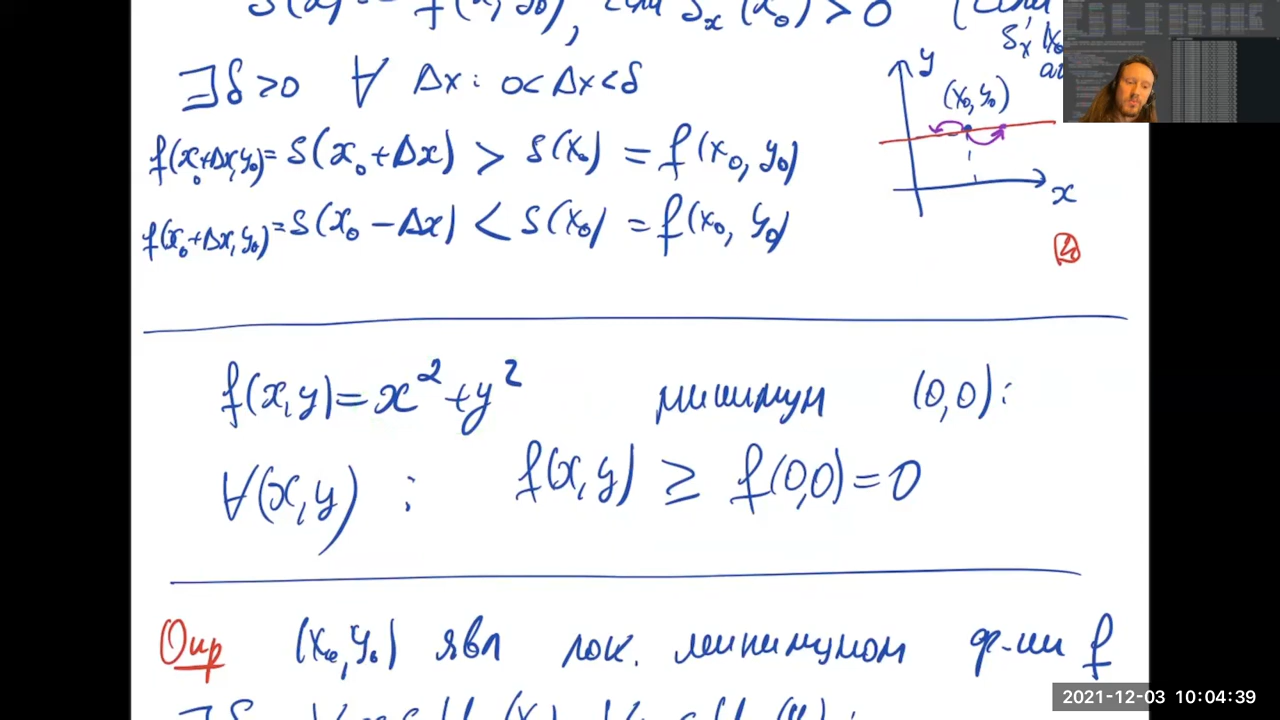 ∃δ>0 ∀ Δx: 0<Δx<δ
y
(x₀, y₀)
f(x₀+Δx,y₀)= S(x₀+Δx) > S(x₀) = f(x₀, y₀)
x
f(x₀+Δx,y₀)= S(x₀−Δx) < S(x₀) = f(x₀, y₀)
f(x,y)=x²+y² минимум (0,0):
∀(x,y) : f(x,y) ≥ f(0,0)=0
Опр (x₀,y₀) явл лок. минимумом ф-ии f
2021-12-03 10:04:39